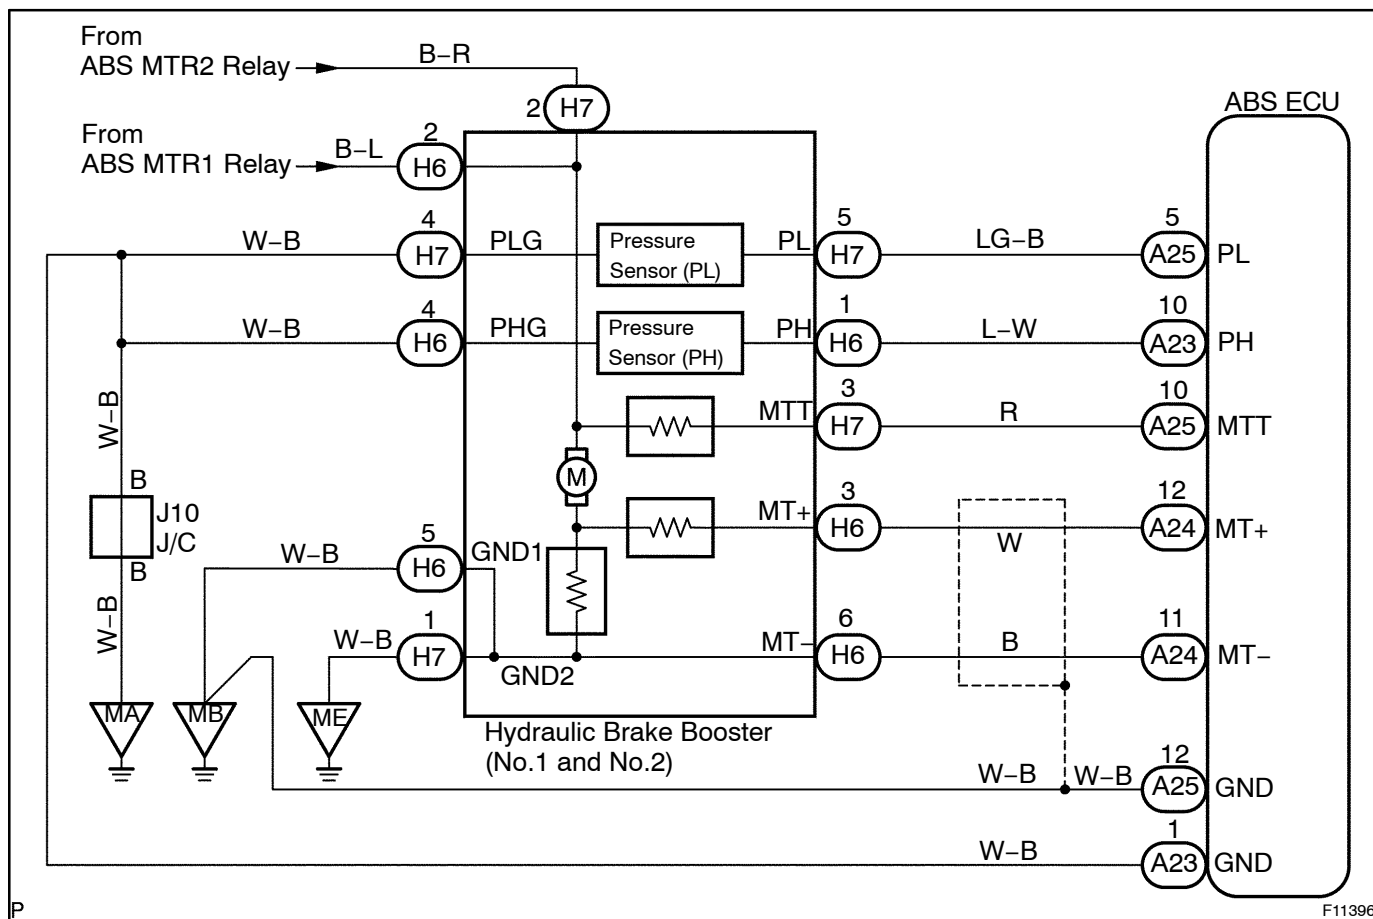 From
ABS MTR2 Relay
B–R
2
H7
ABS ECU
From
ABS MTR1 Relay
B–L
2
H6
W–B
4
H7
PLG
Pressure
Sensor (PL)
PL
5
H7
LG–B
5
A25
PL
W–B
4
H6
PHG
Pressure
Sensor (PH)
PH
1
H6
L–W
10
A23
PH
W–B
MTT
3
H7
R
10
A25
MTT
M
B
J10
J/C
B
MT+
3
H6
W
12
A24
MT+
W–B
5
H6
GND1
W–B
W–B
1
H7
GND2
MT–
6
H6
B
11
A24
MT–
MA
MB
ME
Hydraulic Brake Booster
(No.1 and No.2)
W–B
W–B
12
A25
GND
W–B
1
A23
GND
P
F11396